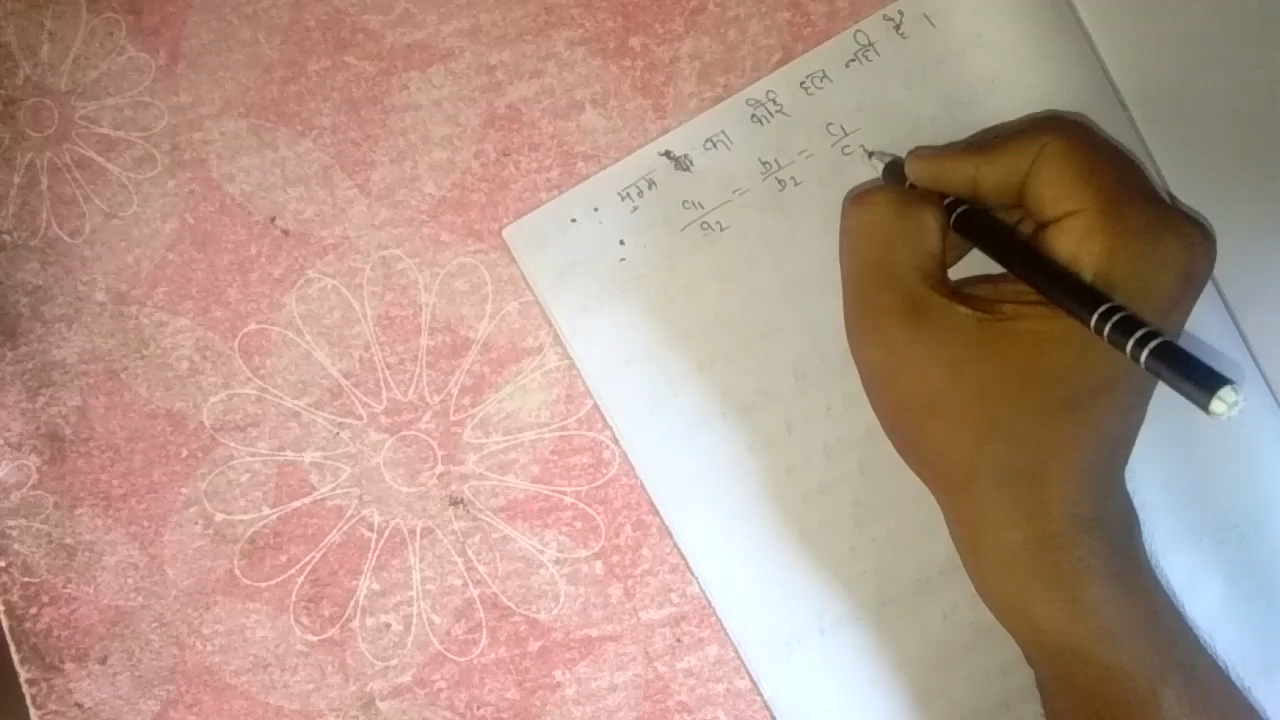 ∵ युग्म का कोई हल नहीं है ।
∴ a1/a2 = b1/b2 = c1/c2